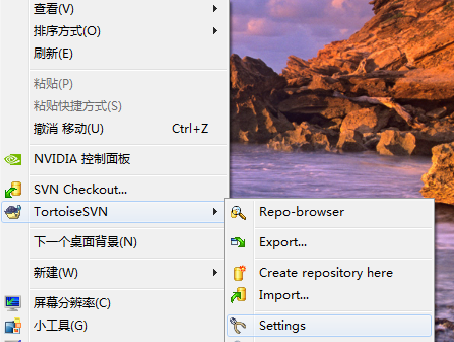 查看(V)
排序方式(O)
刷新(E)
粘贴(P)
粘贴快捷方式(S)
撤消 移动(U) Ctrl+Z
NVIDIA 控制面板
SVN Checkout...
TortoiseSVN
下一个桌面背景(N)
新建(W)
屏幕分辨率(C)
小工具(G)
Repo-browser
Export...
Create repository here
Import...
Settings